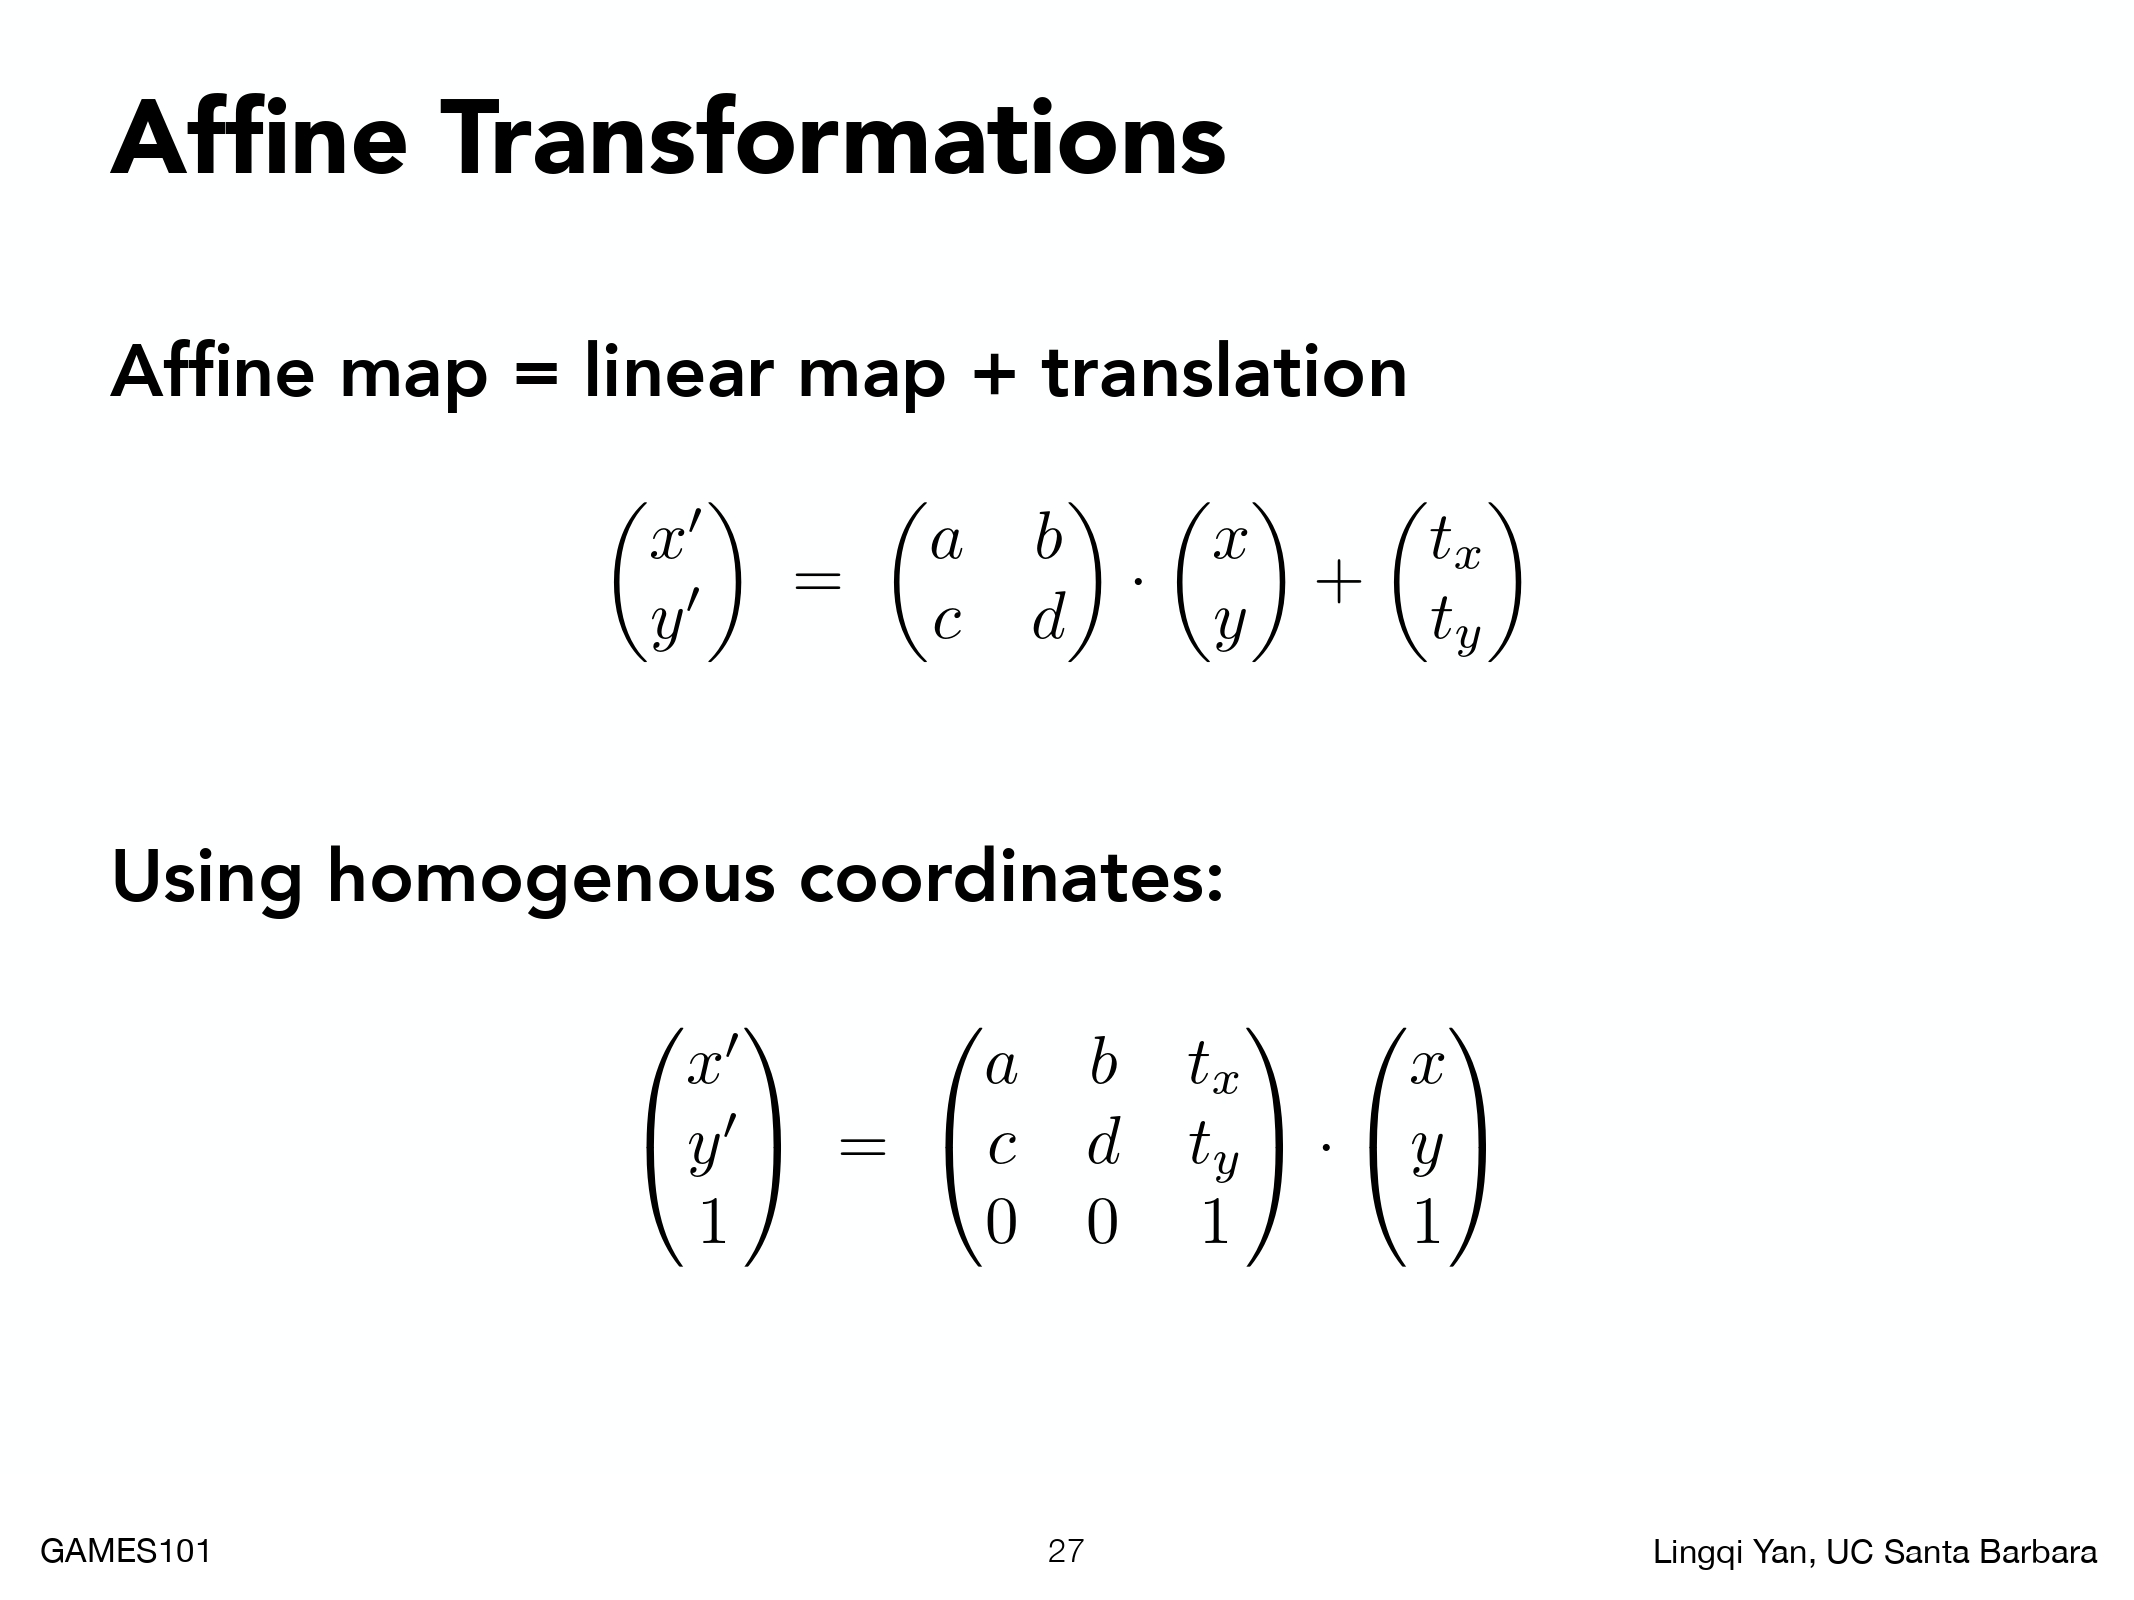 Affine Transformations
Affine map = linear map + translation
$$\begin{pmatrix} x' \\ y' \end{pmatrix} = \begin{pmatrix} a & b \\ c & d \end{pmatrix} \cdot \begin{pmatrix} x \\ y \end{pmatrix} + \begin{pmatrix} t_x \\ t_y \end{pmatrix}$$
Using homogenous coordinates:
$$\begin{pmatrix} x' \\ y' \\ 1 \end{pmatrix} = \begin{pmatrix} a & b & t_x \\ c & d & t_y \\ 0 & 0 & 1 \end{pmatrix} \cdot \begin{pmatrix} x \\ y \\ 1 \end{pmatrix}$$
GAMES101
27
Lingqi Yan, UC Santa Barbara